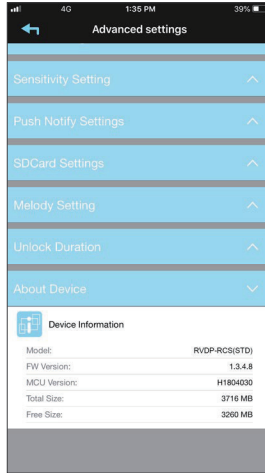 4G 1:35 PM 39%
Advanced settings
Sensitivity Setting
Push Notify Settings
SDCard Settings
Melody Setting
Unlock Duration
About Device
Device Information
Model: RVDP-RCS(STD)
FW Version: 1.3.4.8
MCU Version: H1804030
Total Size: 3716 MB
Free Size: 3260 MB